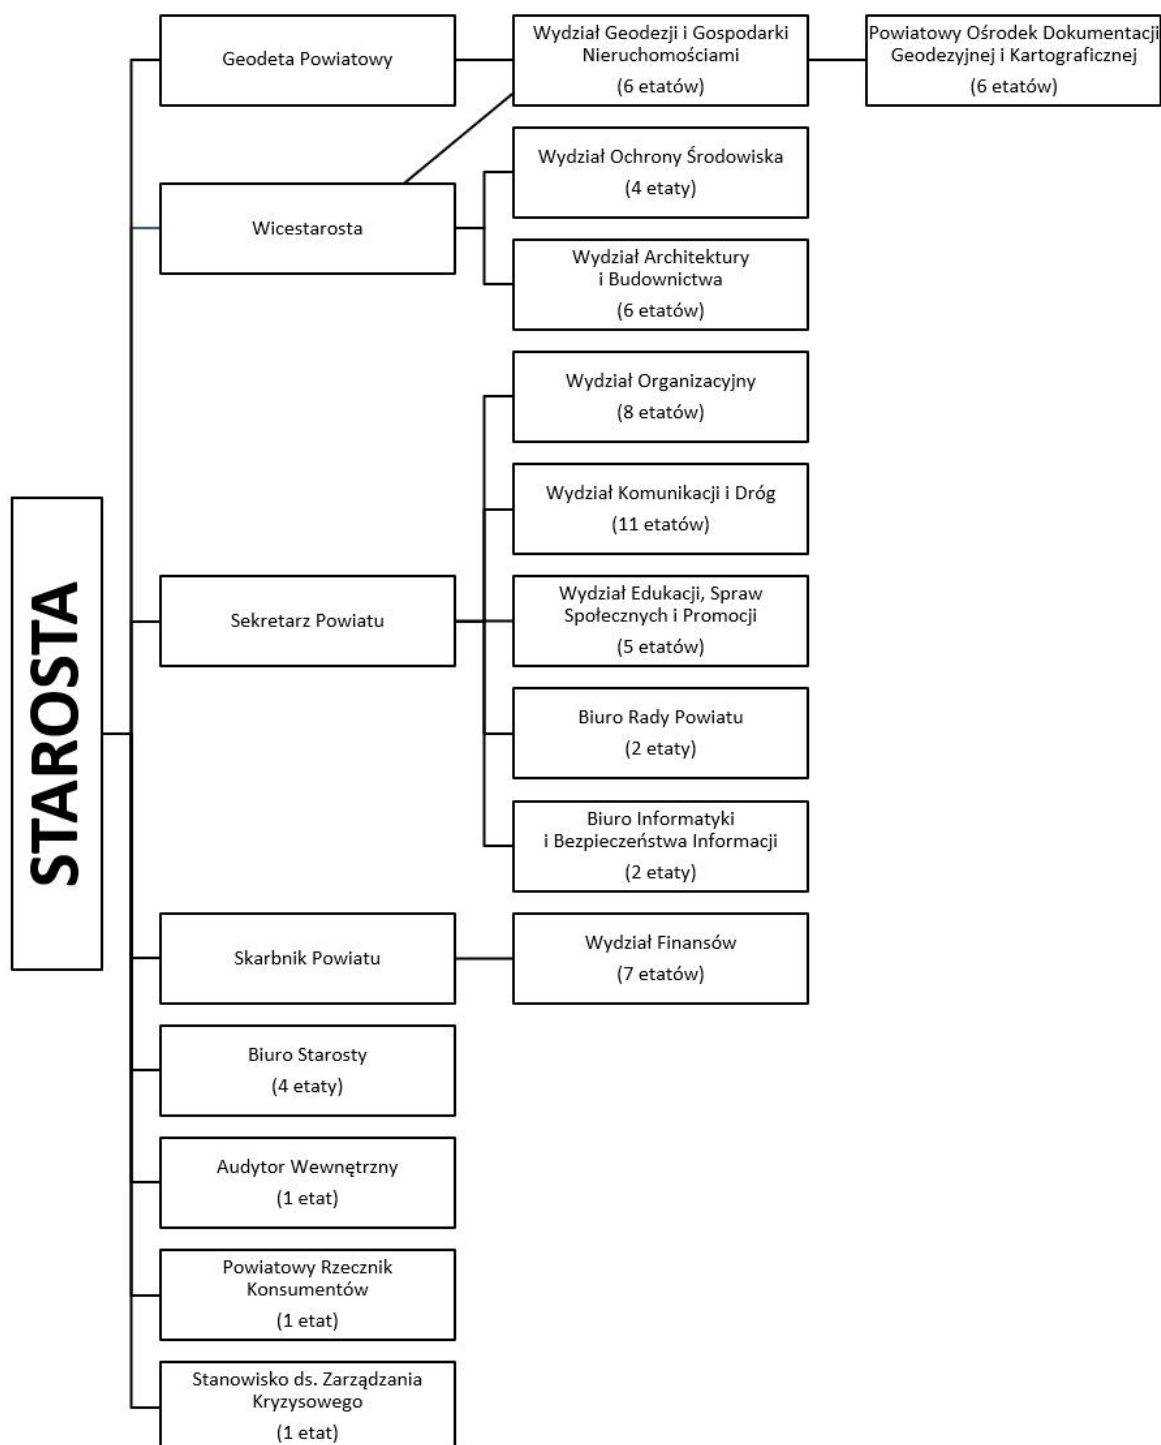 STAROSTA
Geodeta Powiatowy
Wydział Geodezji i Gospodarki
Nieruchomościami
(6 etatów)
Powiatowy Ośrodek Dokumentacji
Geodezyjnej i Kartograficznej
(6 etatów)
Wicestarosta
Wydział Ochrony Środowiska
(4 etaty)
Wydział Architektury
i Budownictwa
(6 etatów)
Sekretarz Powiatu
Wydział Organizacyjny
(8 etatów)
Wydział Komunikacji i Dróg
(11 etatów)
Wydział Edukacji, Spraw
Społecznych i Promocji
(5 etatów)
Biuro Rady Powiatu
(2 etaty)
Biuro Informatyki
i Bezpieczeństwa Informacji
(2 etaty)
Skarbnik Powiatu
Wydział Finansów
(7 etatów)
Biuro Starosty
(4 etaty)
Audytor Wewnętrzny
(1 etat)
Powiatowy Rzecznik
Konsumentów
(1 etat)
Stanowisko ds. Zarządzania
Kryzysowego
(1 etat)